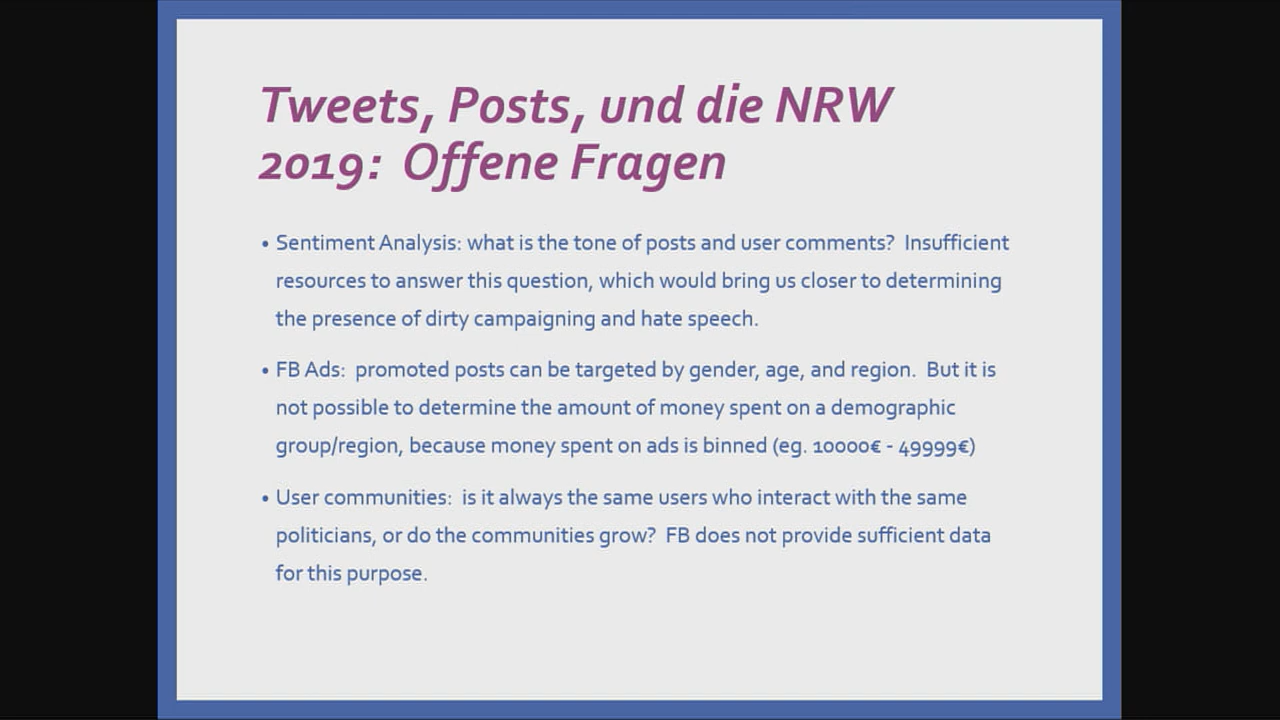 Tweets, Posts, und die NRW
2019: Offene Fragen
• Sentiment Analysis: what is the tone of posts and user comments? Insufficient
resources to answer this question, which would bring us closer to determining
the presence of dirty campaigning and hate speech.
• FB Ads: promoted posts can be targeted by gender, age, and region. But it is
not possible to determine the amount of money spent on a demographic
group/region, because money spent on ads is binned (eg. 10000€ - 49999€)
• User communities: is it always the same users who interact with the same
politicians, or do the communities grow? FB does not provide sufficient data
for this purpose.